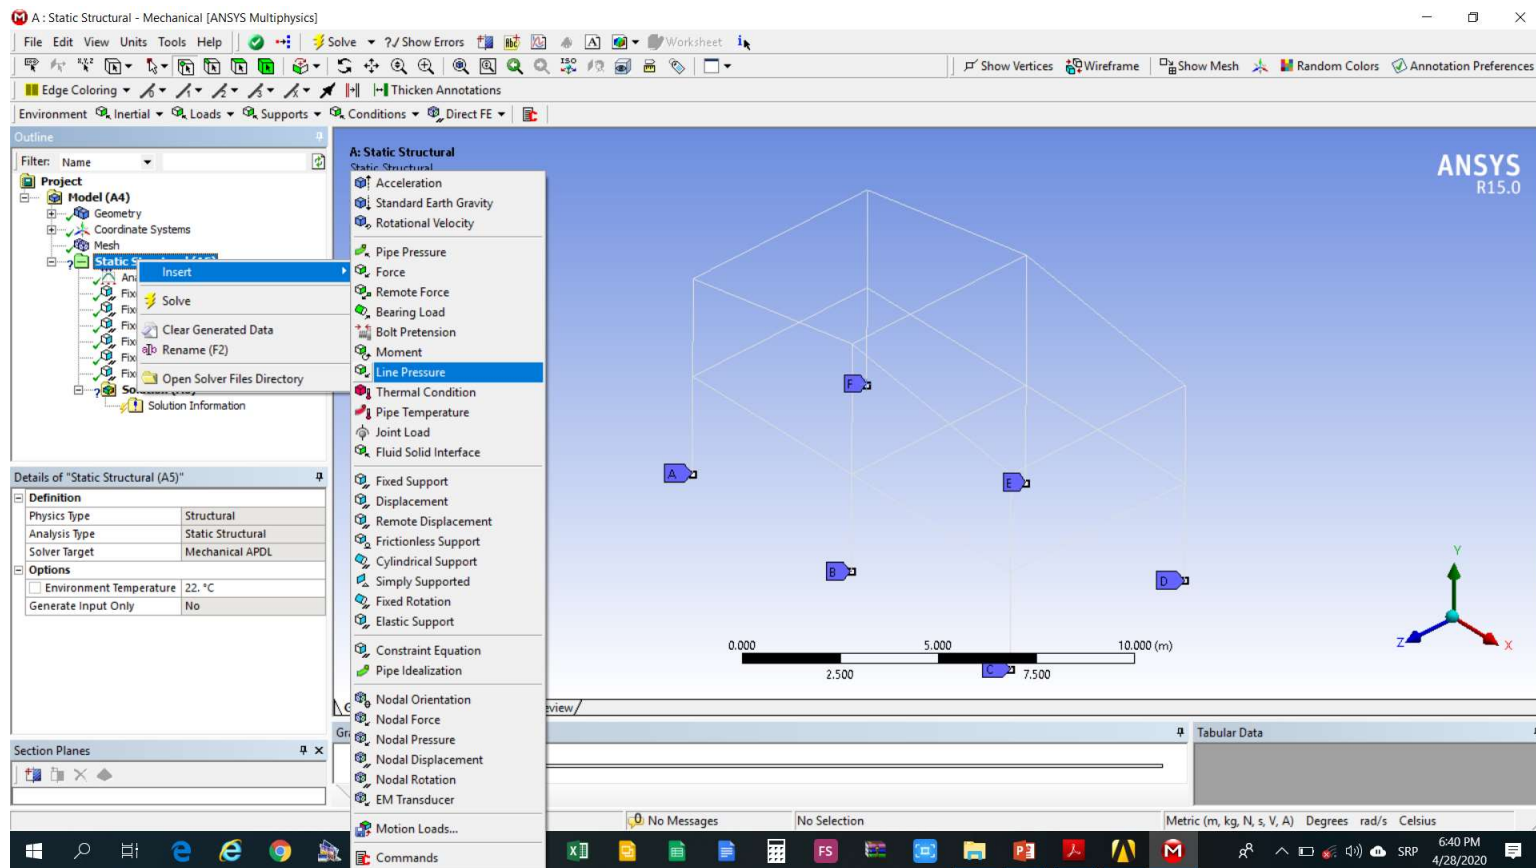 A : Static Structural - Mechanical [ANSYS Multiphysics]
File Edit View Units Tools Help Solve ?/ Show Errors Worksheet
Show Vertices Wireframe Show Mesh Random Colors Annotation Preferences
Edge Coloring Thicken Annotations
Environment Inertial Loads Supports Conditions Direct FE
Outline
Filter: Name
Project
Model (A4)
Geometry
Coordinate Systems
Mesh
Static
Fix
Fix
Fix
Fix
Fix
Fix
Solution Information
Insert
Solve
Clear Generated Data
Rename (F2)
Open Solver Files Directory
Acceleration
Standard Earth Gravity
Rotational Velocity
Pipe Pressure
Force
Remote Force
Bearing Load
Bolt Pretension
Moment
Line Pressure
Thermal Condition
Pipe Temperature
Joint Load
Fluid Solid Interface
Fixed Support
Displacement
Remote Displacement
Frictionless Support
Cylindrical Support
Simply Supported
Fixed Rotation
Elastic Support
Constraint Equation
Pipe Idealization
Nodal Orientation
Nodal Force
Nodal Pressure
Nodal Displacement
Nodal Rotation
EM Transducer
Motion Loads...
Commands
Details of "Static Structural (A5)"
Definition
Physics Type Structural
Analysis Type Static Structural
Solver Target Mechanical APDL
Options
Environment Temperature 22. °C
Generate Input Only No
Section Planes
A: Static Structural
Static Structural
ANSYS
R15.0
F
A
E
B
D
C
Y
Z
X
0.000 5.000 10.000 (m)
2.500 7.500
Tabular Data
0 No Messages No Selection Metric (m, kg, N, s, V, A) Degrees rad/s Celsius
FS
SRP
6:40 PM
4/28/2020